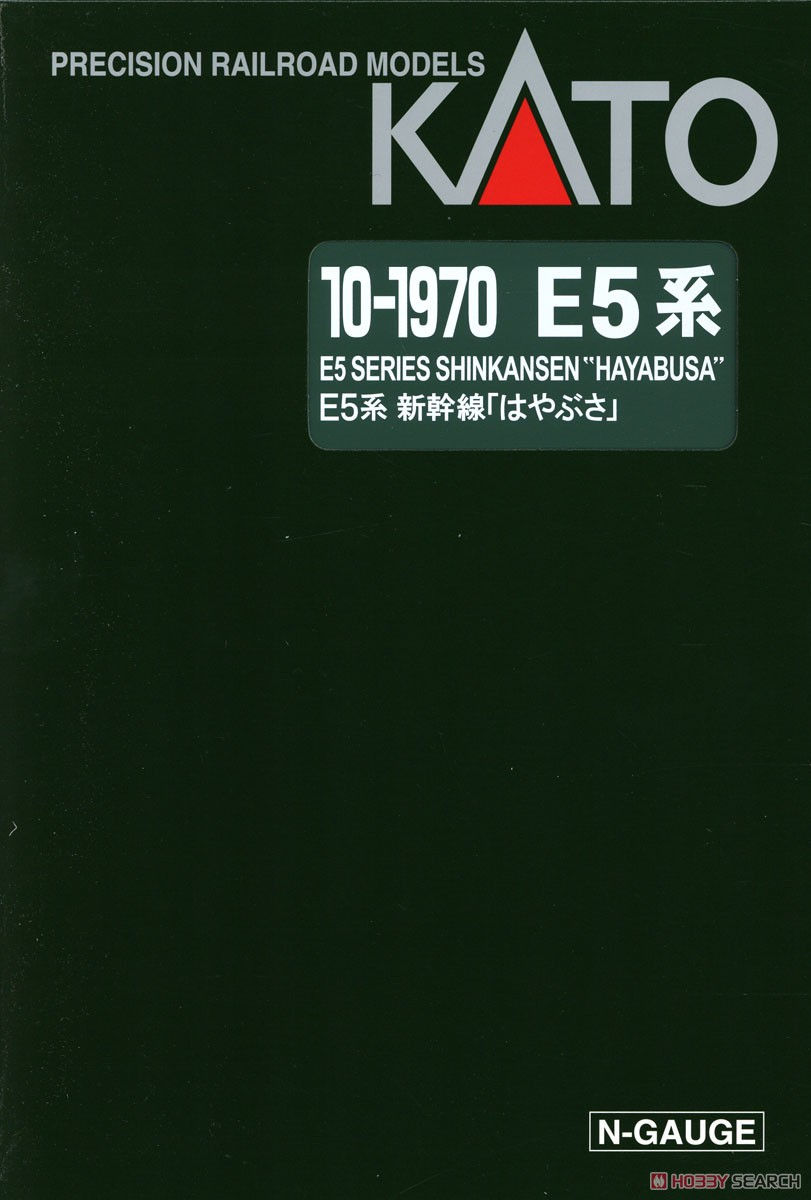 PRECISION RAILROAD MODELS
KATO
10-1970 E5系
E5 SERIES SHINKANSEN “HAYABUSA”
E5系 新幹線「はやぶさ」
N-GAUGE
HOBBY SEARCH